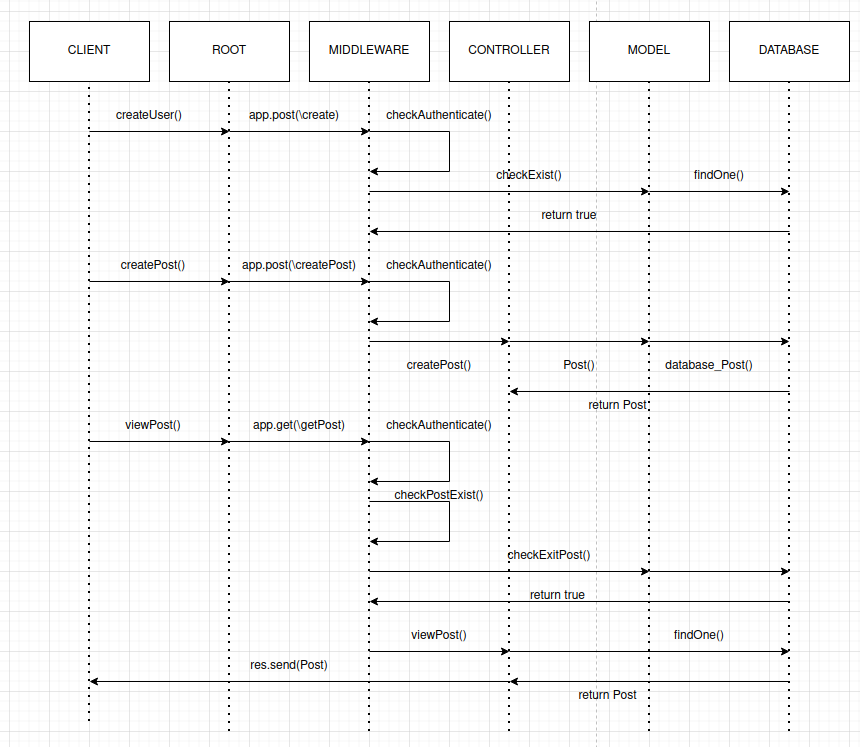 CLIENT
ROOT
MIDDLEWARE
CONTROLLER
MODEL
DATABASE
createUser()
app.post(\create)
checkAuthenticate()
checkExist()
findOne()
return true
createPost()
app.post(\createPost)
checkAuthenticate()
createPost()
Post()
database_Post()
return Post
viewPost()
app.get(\getPost)
checkAuthenticate()
checkPostExist()
checkExitPost()
return true
viewPost()
findOne()
res.send(Post)
return Post